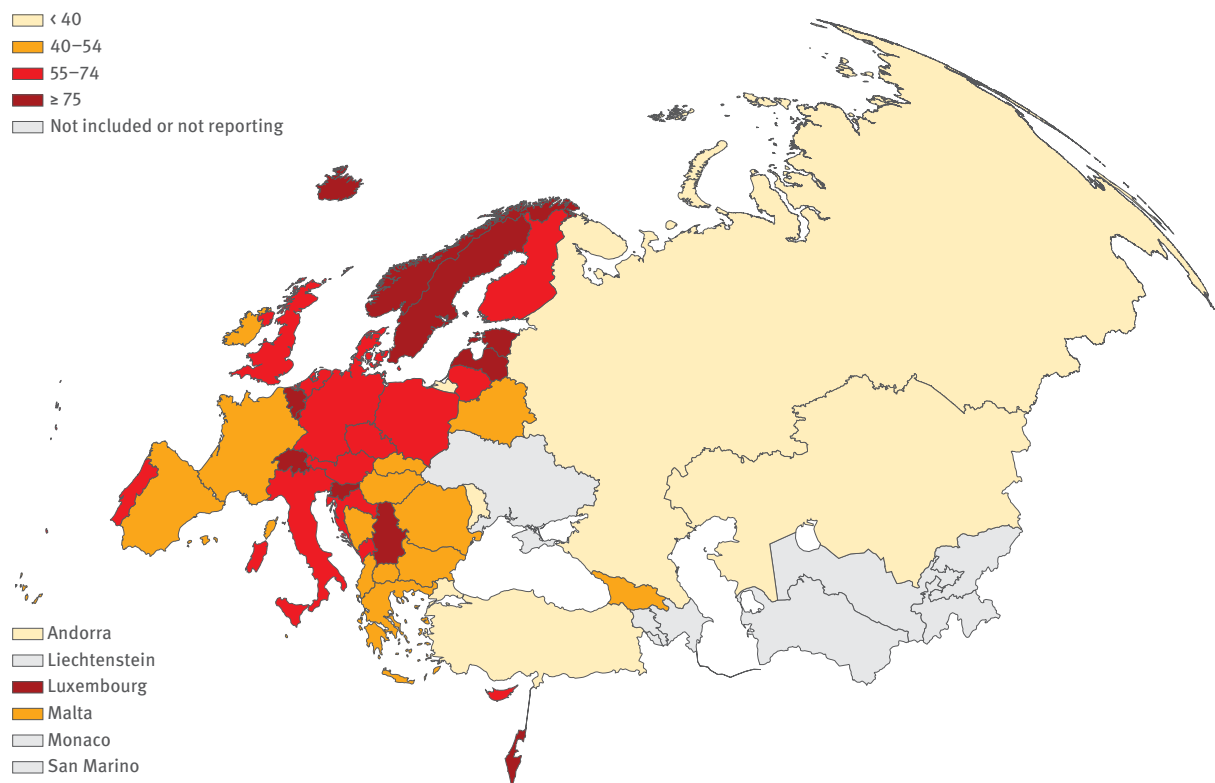 < 40
40–54
55–74
≥ 75
Not included or not reporting
Andorra
Liechtenstein
Luxembourg
Malta
Monaco
San Marino